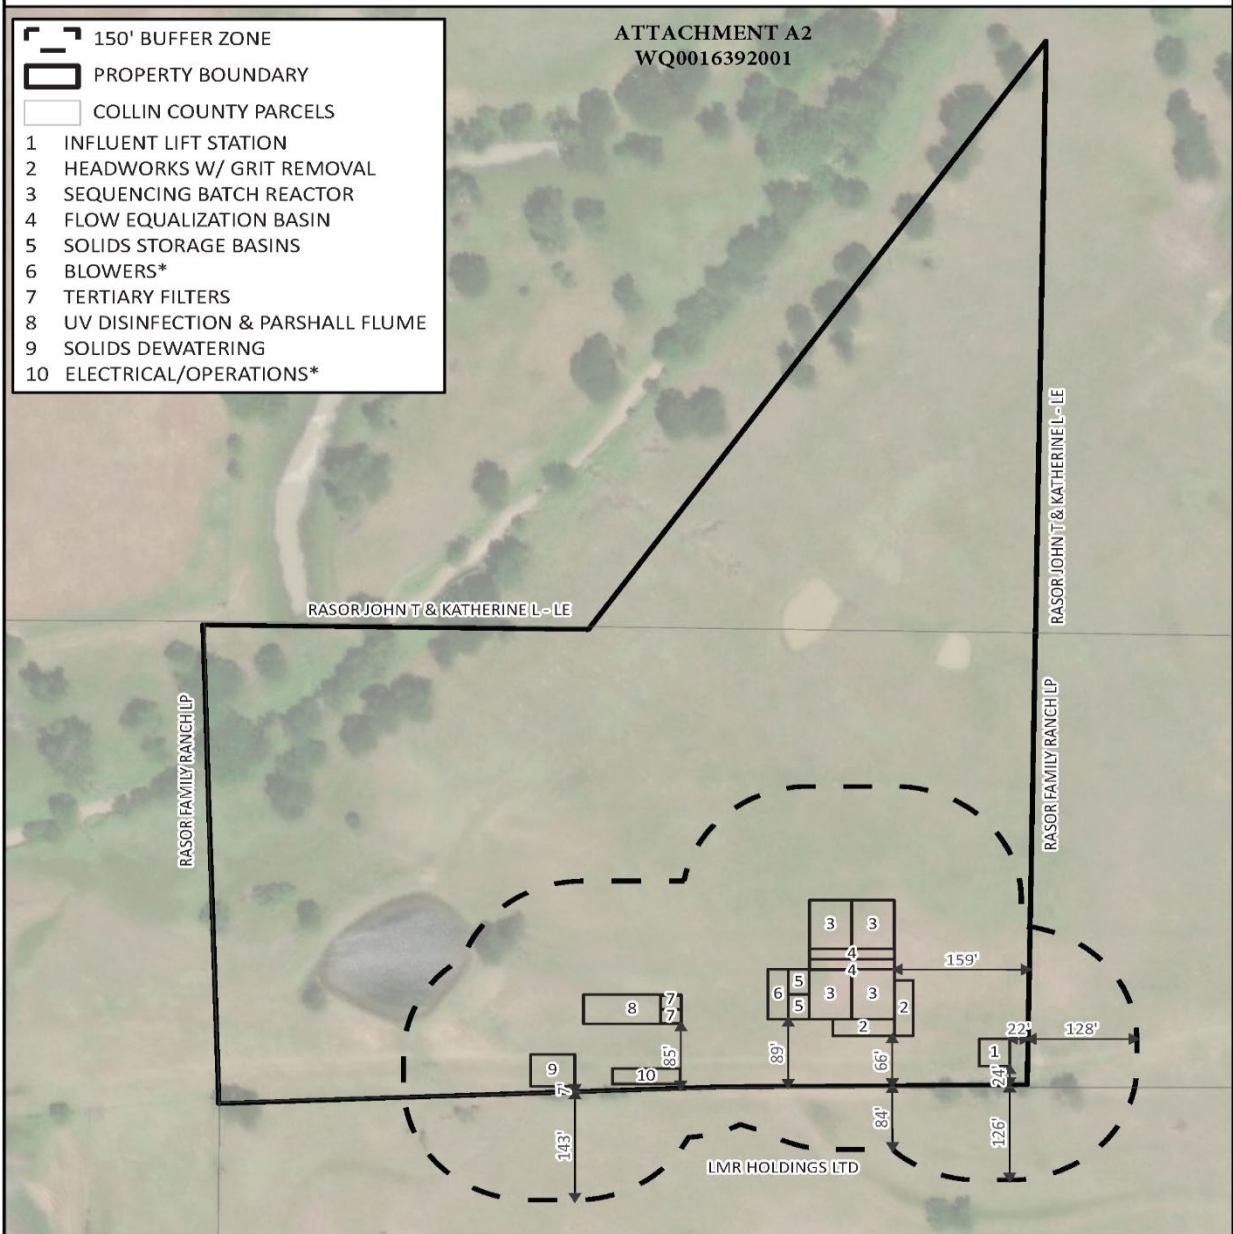 ATTACHMENT A2
WQ0016392001
150' BUFFER ZONE
PROPERTY BOUNDARY
COLLIN COUNTY PARCELS
1 INFLUENT LIFT STATION
2 HEADWORKS W/ GRIT REMOVAL
3 SEQUENCING BATCH REACTOR
4 FLOW EQUALIZATION BASIN
5 SOLIDS STORAGE BASINS
6 BLOWERS*
7 TERTIARY FILTERS
8 UV DISINFECTION & PARSHALL FLUME
9 SOLIDS DEWATERING
10 ELECTRICAL/OPERATIONS*
RASOR JOHN T & KATHERINE L - LE
RASOR JOHN T & KATHERINE L - LE
RASOR FAMILY RANCH LP
RASOR FAMILY RANCH LP
3 3
4
4
159'
5
6
3 3
5
2
2
7
8
7
22'
128'
1
85'
89'
66'
24'
9
10
7'
143'
84'
126'
LMR HOLDINGS LTD